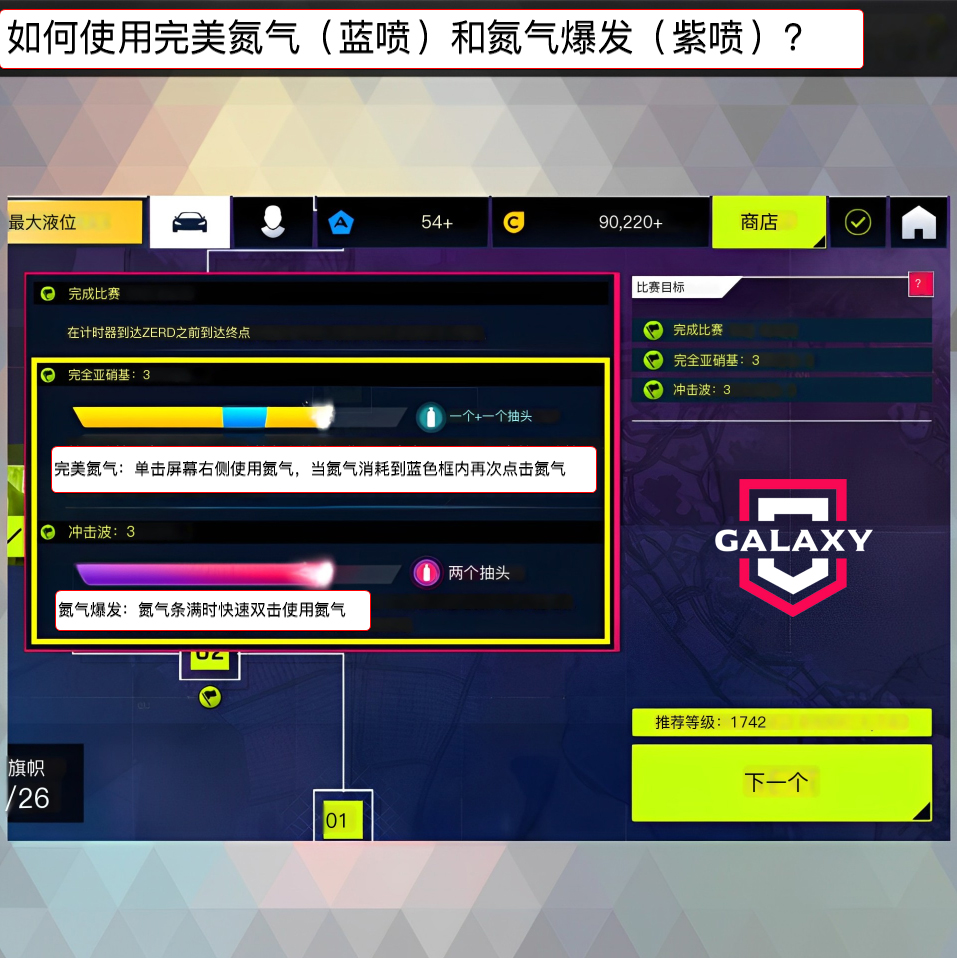 如何使用完美氮气（蓝喷）和氮气爆发（紫喷）?
最大液位
54+
90,220+
商店
完成比赛
在计时器到达ZERD之前到达终点
完全亚硝基：3
一个+一个抽头
完美氮气：单击屏幕右侧使用氮气，当氮气消耗到蓝色框内再次点击氮气
冲击波：3
两个抽头
氮气爆发：氮气条满时快速双击使用氮气
比赛目标
?
完成比赛
完全亚硝基：3
冲击波：3
GALAXY
02
推荐等级：1742
下一个
旗帜
/26
01